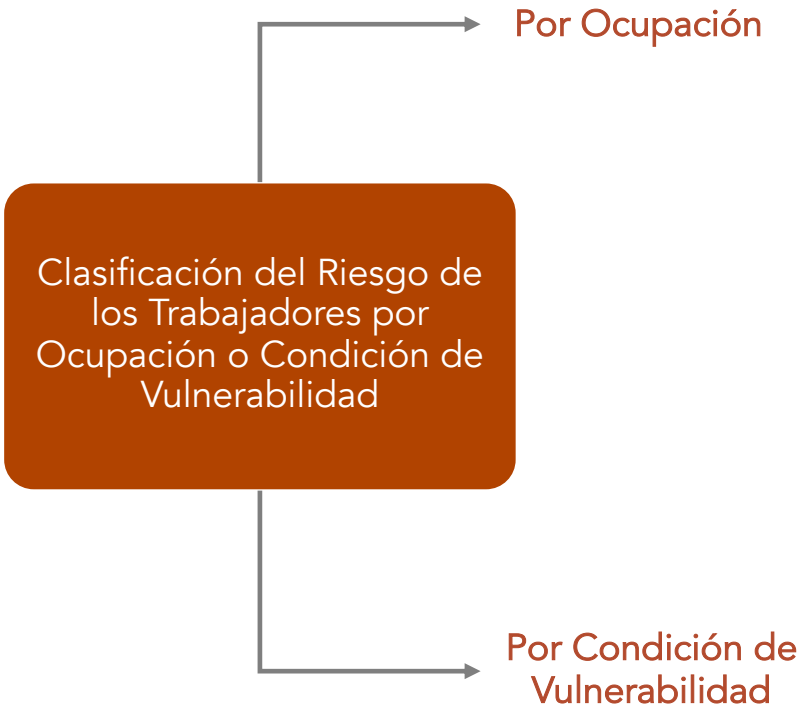 Por Ocupación
Clasificación del Riesgo de
los Trabajadores por
Ocupación o Condición de
Vulnerabilidad
Por Condición de
Vulnerabilidad